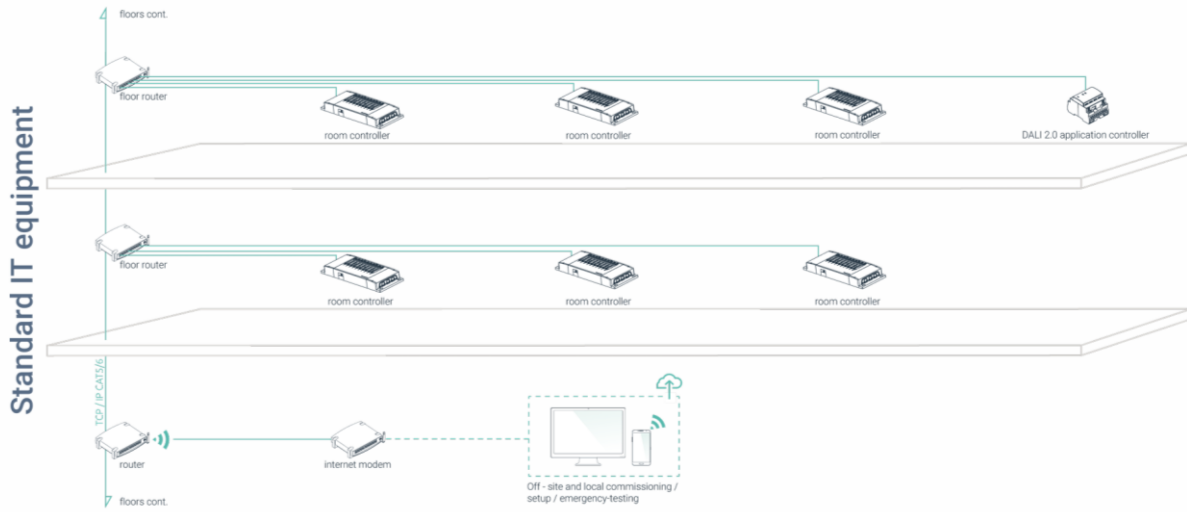 Standard IT equipment
floors cont.
floor router
room controller
room controller
room controller
DALI 2.0 application controller
floor router
room controller
room controller
room controller
TCP / IP CAT5/6
router
internet modem
Off - site and local commissioning /
setup / emergency-testing
floors cont.